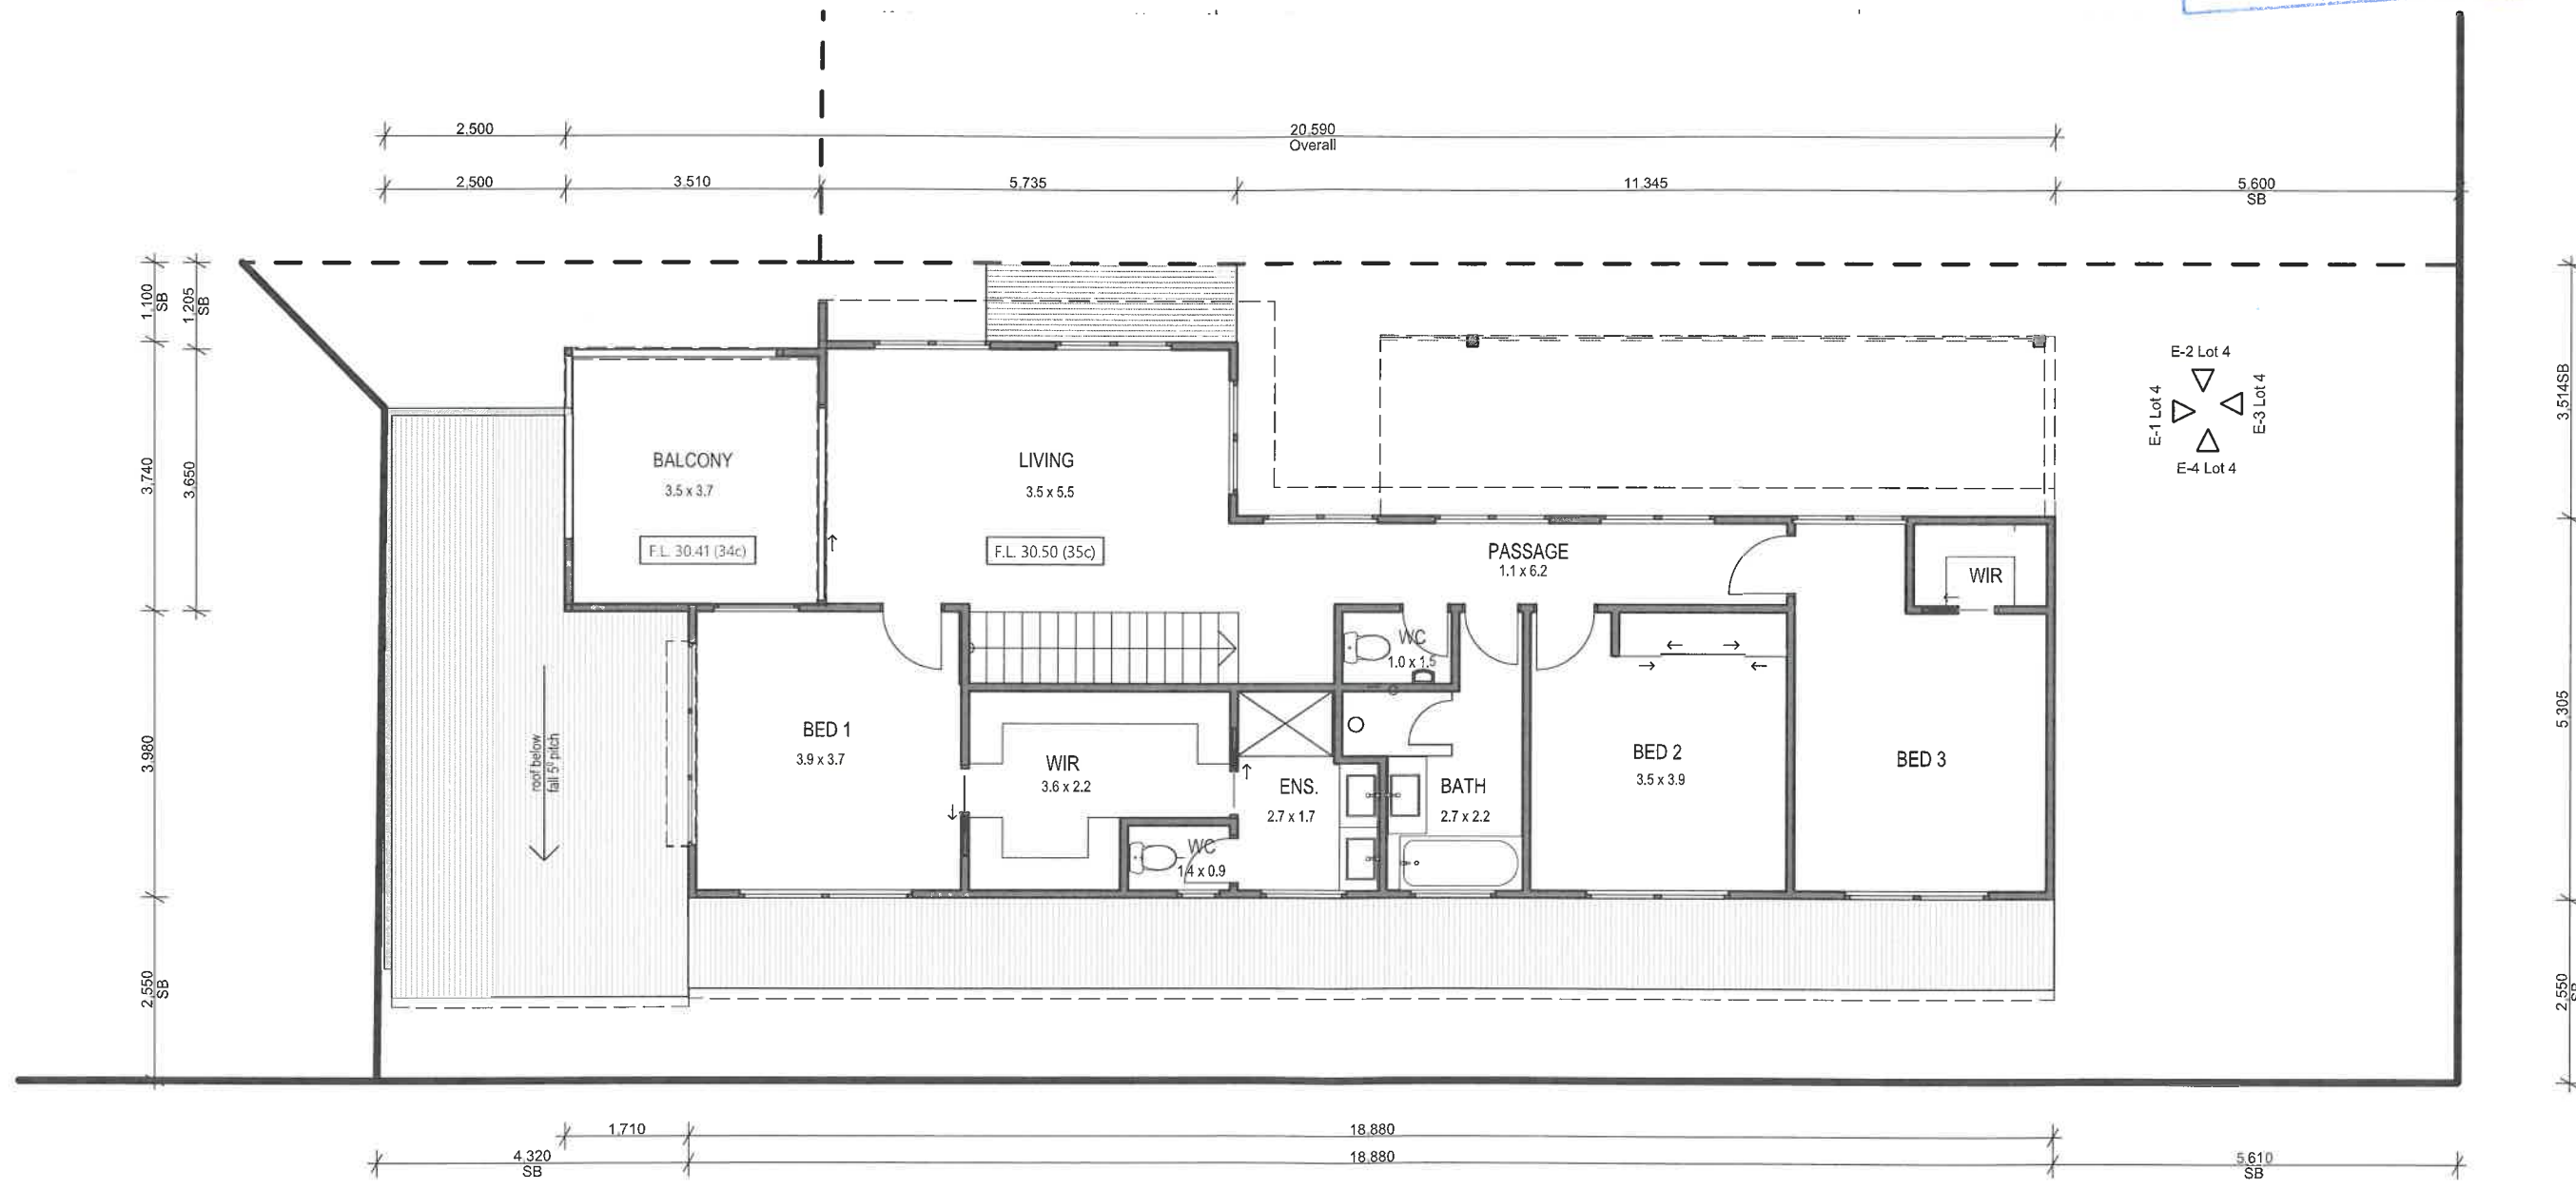 2.500
20.590
Overall
2,500
3.510
5.735
11.345
5.600
SB
1,100
SB
1,205
SB
3,740
3,650
3,980
2,550
SB
3.514SB
5.305
2,550
SB
E-2 Lot 4
E-1 Lot 4
E-3 Lot 4
E-4 Lot 4
BALCONY
3.5 x 3.7
F.L. 30.41 (34c)
LIVING
3.5 x 5.5
F.L. 30.50 (35c)
PASSAGE
1.1 x 6.2
WIR
WC
1.0 x 1.5
roof below
fall 5⁰ pitch
BED 1
3.9 x 3.7
WIR
3.6 x 2.2
ENS.
2.7 x 1.7
BATH
2.7 x 2.2
BED 2
3.5 x 3.9
BED 3
WC
1.4 x 0.9
1,710
18.880
4.320
SB
18.880
5.610
SB